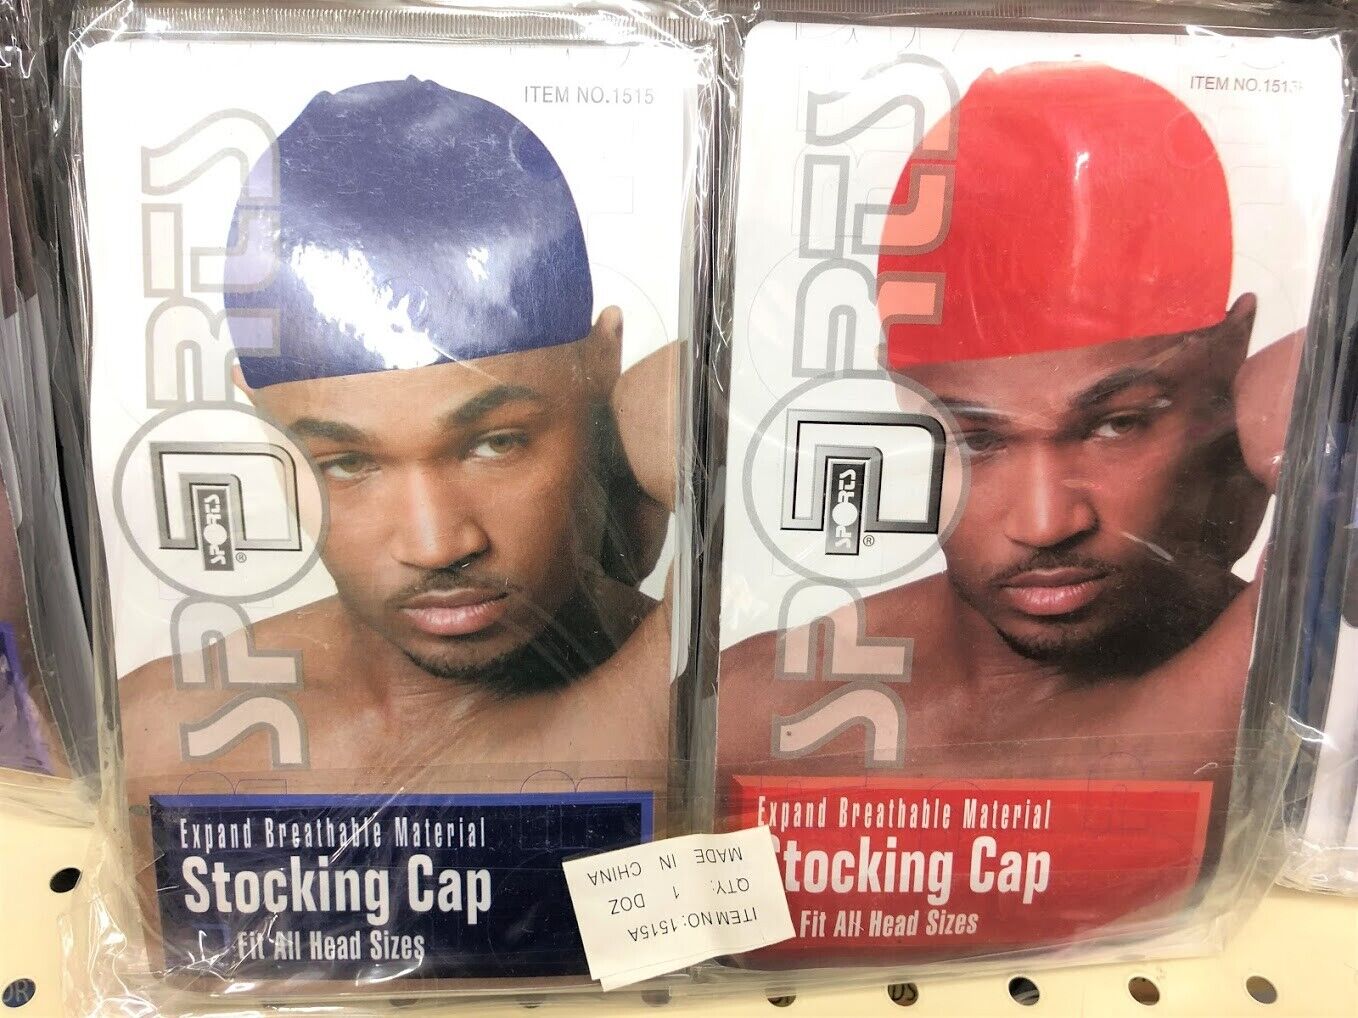 ITEM NO.1515
SPORTS
SPORTS
®
Expand Breathable Material
Stocking Cap
Fit All Head Sizes
ITEM NO:1515A
QTY: 1 DOZ
MADE IN CHINA
SPORTS
SPORTS
®
Expand Breathable Material
Stocking Cap
Fit All Head Sizes